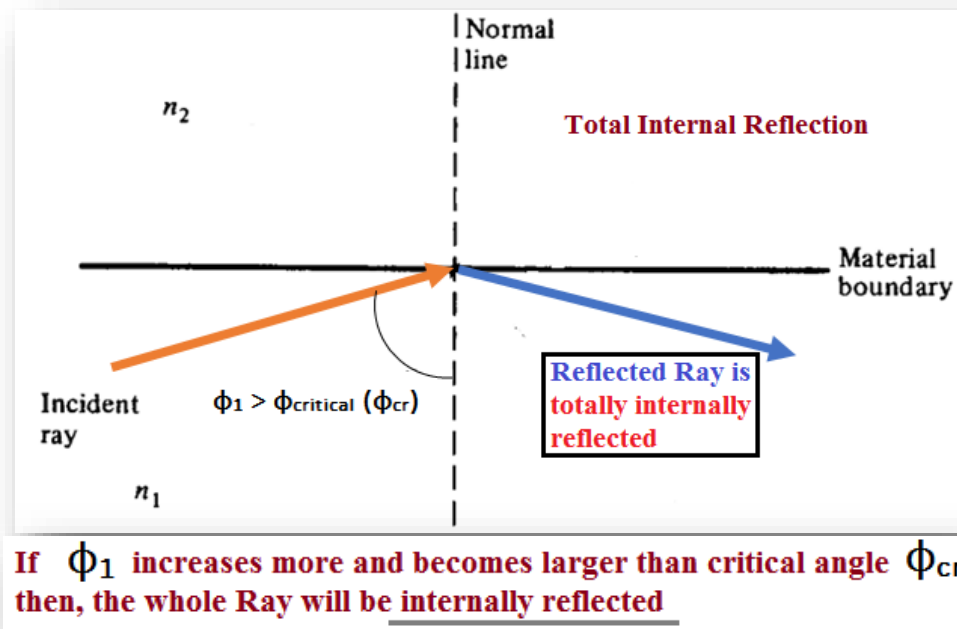 Normal
line
n₂
Total Internal Reflection
Material
boundary
Incident
ray
ϕ₁ > ϕcritical (ϕcr)
Reflected Ray is
totally internally
reflected
n₁
If ϕ₁ increases more and becomes larger than critical angle ϕcr
then, the whole Ray will be internally reflected